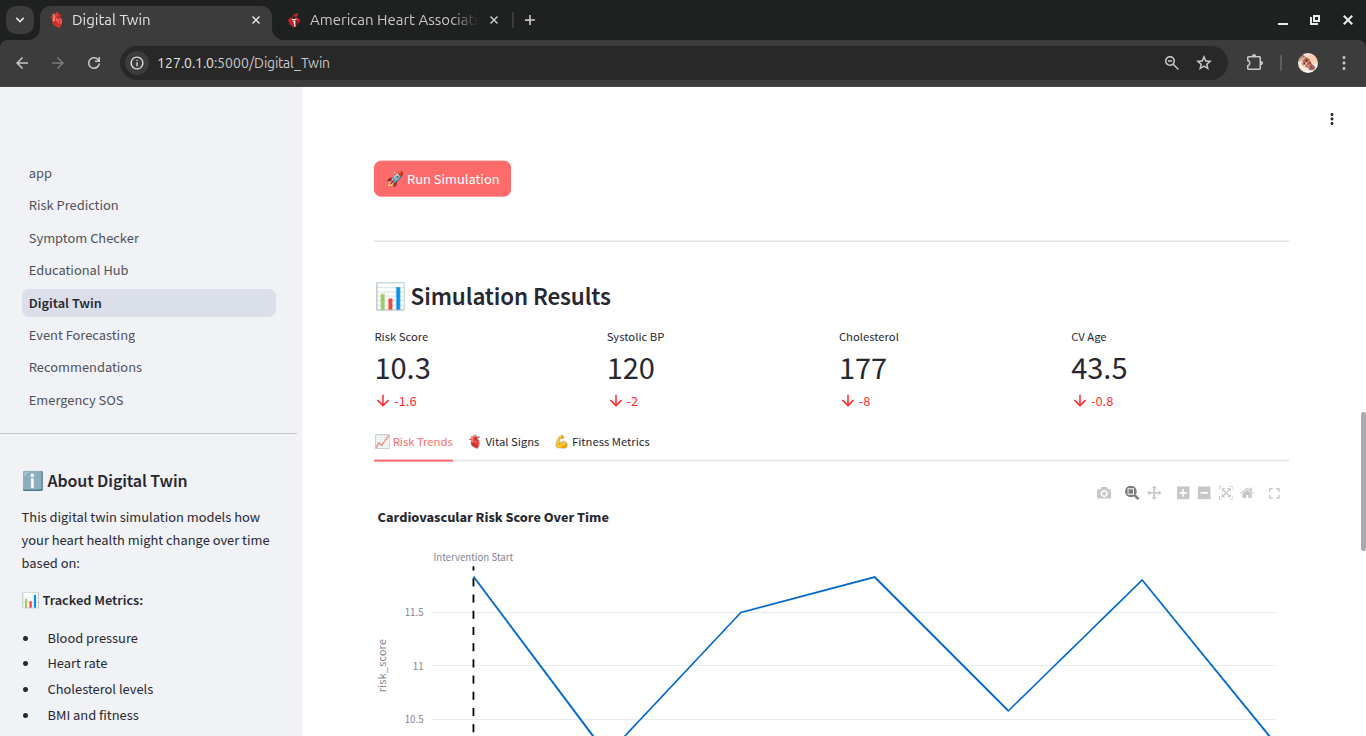 Digital Twin
American Heart Associat
127.0.1.0:5000/Digital_Twin
app
Risk Prediction
Symptom Checker
Educational Hub
Digital Twin
Event Forecasting
Recommendations
Emergency SOS
ℹ️ About Digital Twin
This digital twin simulation models how
your heart health might change over time
based on:
📊 Tracked Metrics:
• Blood pressure
• Heart rate
• Cholesterol levels
• BMI and fitness
🚀 Run Simulation
📊 Simulation Results
Risk Score
10.3
↓ -1.6
Systolic BP
120
↓ -2
Cholesterol
177
↓ -8
CV Age
43.5
↓ -0.8
📈 Risk Trends
🫀 Vital Signs
💪 Fitness Metrics
Cardiovascular Risk Score Over Time
Intervention Start
11.5
11
10.5
risk_score